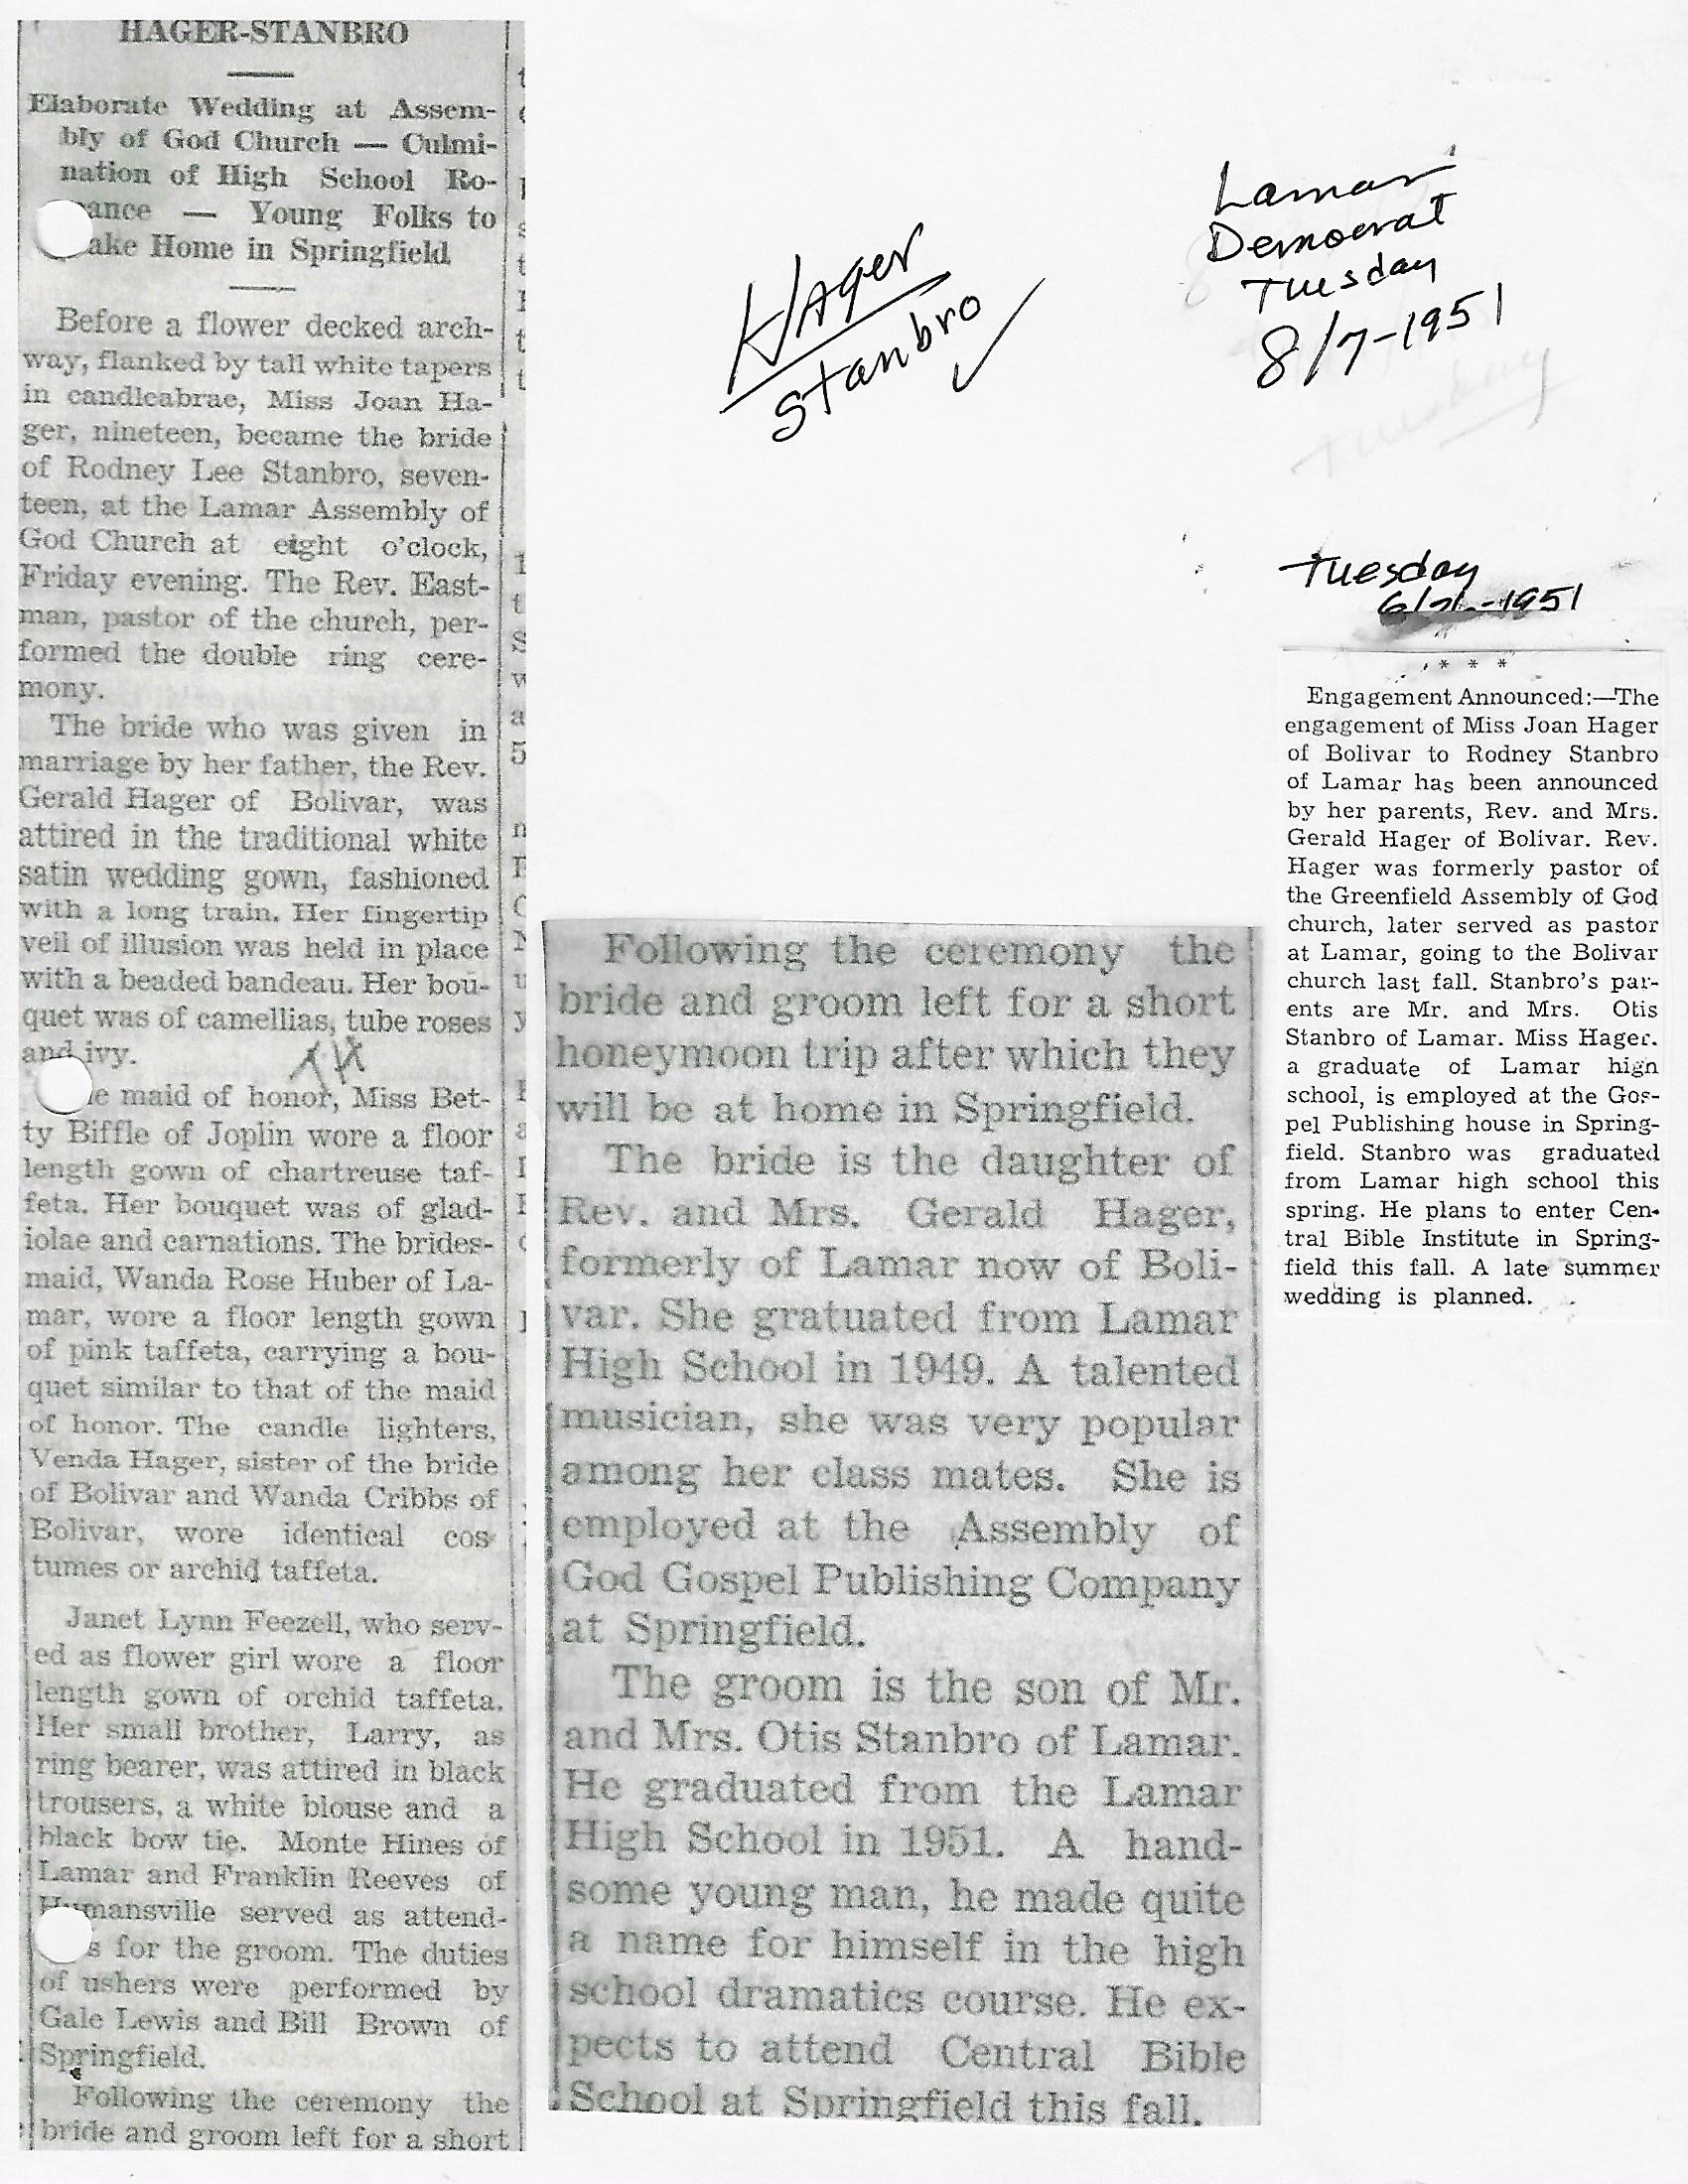 HAGER-STANBRO
Elaborate Wedding at Assem-
bly of God Church — Culmi-
nation of High School Ro-
ance — Young Folks to
ake Home in Springfield
Before a flower decked arch-
way, flanked by tall white tapers
in candleabrae, Miss Joan Ha-
ger, nineteen, became the bride
of Rodney Lee Stanbro, seven-
teen, at the Lamar Assembly of
God Church at eight o'clock,
Friday evening. The Rev. East-
man, pastor of the church, per-
formed the double ring cere-
mony.
The bride who was given in
marriage by her father, the Rev.
Gerald Hager of Bolivar, was
attired in the traditional white
satin wedding gown, fashioned
with a long train. Her fingertip
veil of illusion was held in place
with a beaded bandeau. Her bou-
quet was of camellias, tube roses
and ivy.
TH
e maid of honor, Miss Bet-
ty Biffle of Joplin wore a floor
length gown of chartreuse taf-
feta. Her bouquet was of glad-
iolae and carnations. The brides-
maid, Wanda Rose Huber of La-
mar, wore a floor length gown
of pink taffeta, carrying a bou-
quet similar to that of the maid
of honor. The candle lighters,
Venda Hager, sister of the bride
of Bolivar and Wanda Cribbs of
Bolivar, wore identical cos-
tumes or archid taffeta.
Janet Lynn Feezell, who serv-
ed as flower girl wore a floor
length gown of orchid taffeta.
Her small brother, Larry, as
ring bearer, was attired in black
trousers, a white blouse and a
black bow tie. Monte Hines of
Lamar and Franklin Reeves of
Humansville served as attend-
s for the groom. The duties
of ushers were performed by
Gale Lewis and Bill Brown of
Springfield.
Following the ceremony the
bride and groom left for a short
Hager
Stanbro
Lamar
Democrat
Tuesday
8/7-1951
Tuesday
Following the ceremony the
bride and groom left for a short
honeymoon trip after which they
will be at home in Springfield.
The bride is the daughter of
Rev. and Mrs. Gerald Hager,
formerly of Lamar now of Boli-
var. She gratuated from Lamar
High School in 1949. A talented
musician, she was very popular
among her class mates. She is
employed at the Assembly of
God Gospel Publishing Company
at Springfield.
The groom is the son of Mr.
and Mrs. Otis Stanbro of Lamar.
He graduated from the Lamar
High School in 1951. A hand-
some young man, he made quite
a name for himself in the high
school dramatics course. He ex-
pects to attend Central Bible
School at Springfield this fall.
Tuesday
-1951
* * *
Engagement Announced:—The
engagement of Miss Joan Hager
of Bolivar to Rodney Stanbro
of Lamar has been announced
by her parents, Rev. and Mrs.
Gerald Hager of Bolivar. Rev.
Hager was formerly pastor of
the Greenfield Assembly of God
church, later served as pastor
at Lamar, going to the Bolivar
church last fall. Stanbro's par-
ents are Mr. and Mrs. Otis
Stanbro of Lamar. Miss Hager.
a graduate of Lamar high
school, is employed at the Gos-
pel Publishing house in Spring-
field. Stanbro was graduated
from Lamar high school this
spring. He plans to enter Cen-
tral Bible Institute in Spring-
field this fall. A late summer
wedding is planned.